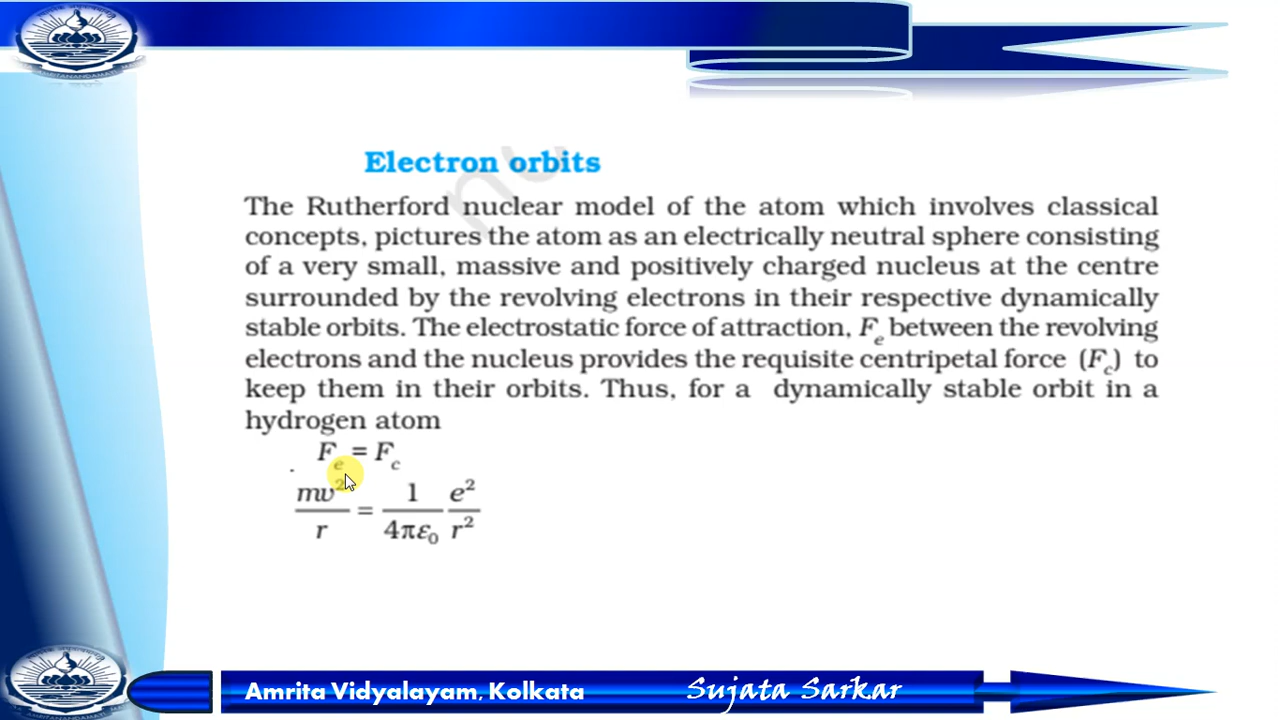 Electron orbits
The Rutherford nuclear model of the atom which involves classical
concepts, pictures the atom as an electrically neutral sphere consisting
of a very small, massive and positively charged nucleus at the centre
surrounded by the revolving electrons in their respective dynamically
stable orbits. The electrostatic force of attraction, Fₑ between the revolving
electrons and the nucleus provides the requisite centripetal force (F_c) to
keep them in their orbits. Thus, for a dynamically stable orbit in a
hydrogen atom
Fₑ = F_c
mv²/r = 1/4πε₀ e²/r²
Amrita Vidyalayam, Kolkata Sujata Sarkar